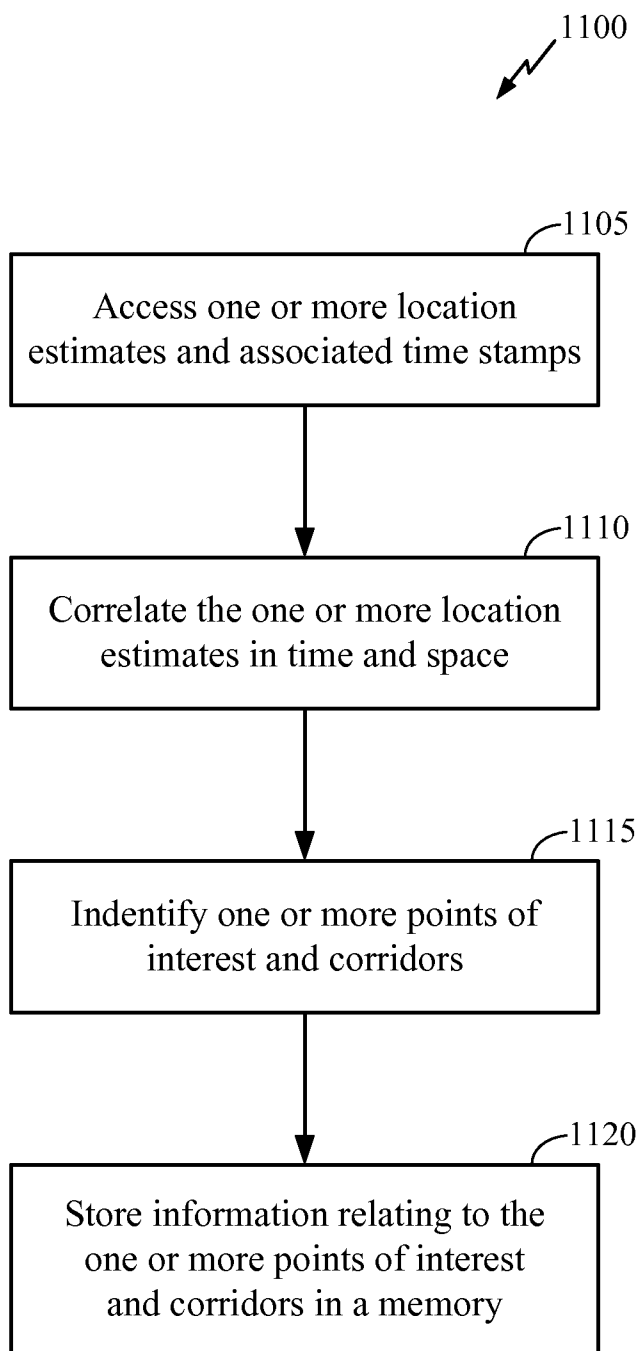 1100
1105
Access one or more location
estimates and associated time stamps
1110
Correlate the one or more location
estimates in time and space
1115
Indentify one or more points of
interest and corridors
1120
Store information relating to the
one or more points of interest
and corridors in a memory